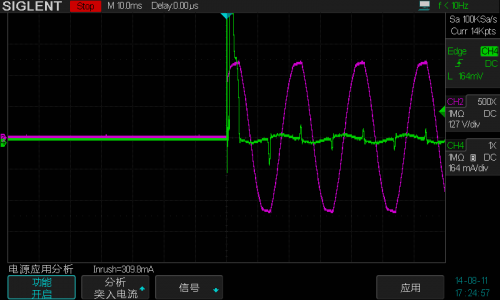 SIGLENT Stop M 10.0ms Delay:0.00µs f < 10Hz
Sa 100KSa/s
Curr 14Kpts
Edge CH4
DC
L 164mV
CH2 500X
1MΩ DC
127 V/div
CH4 1X
1MΩ B DC
164 mA/div
电源应用分析 Inrush=309.8mA
功能
开启
分析
突入电流
信号
应用
14-08-11
17:24:57